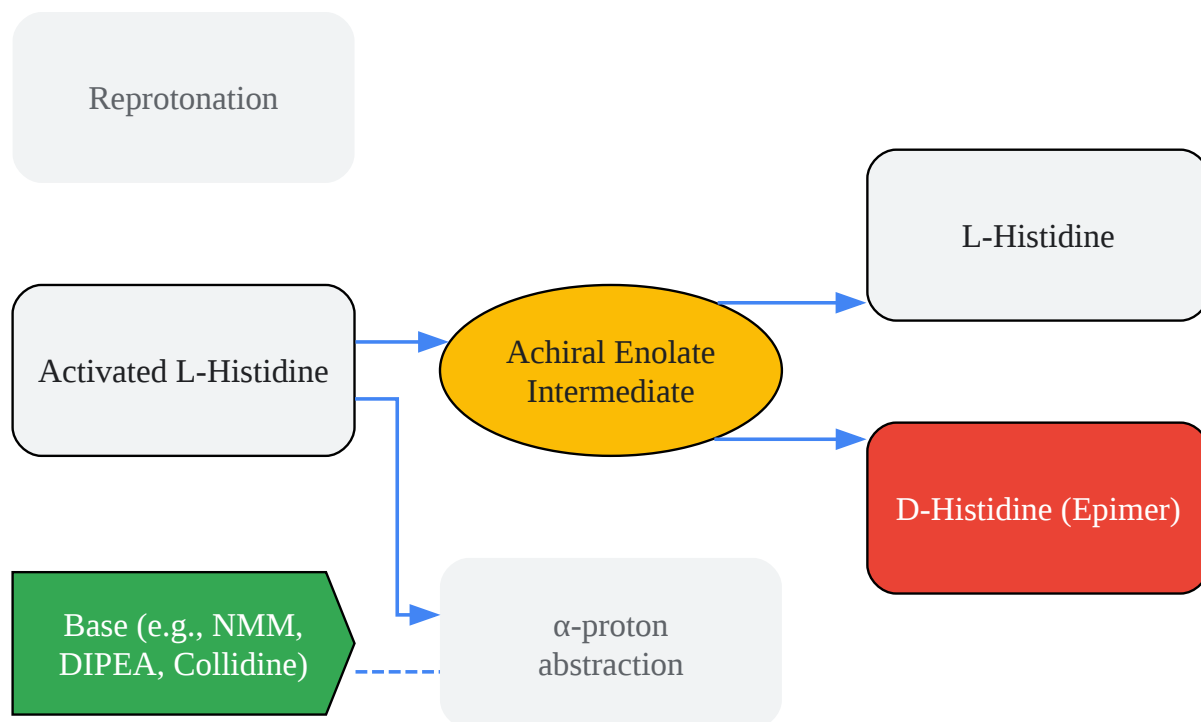 Reprotonation
L-Histidine
Activated L-Histidine
Achiral Enolate
Intermediate
D-Histidine (Epimer)
Base (e.g., NMM,
DIPEA, Collidine)
α-proton
abstraction